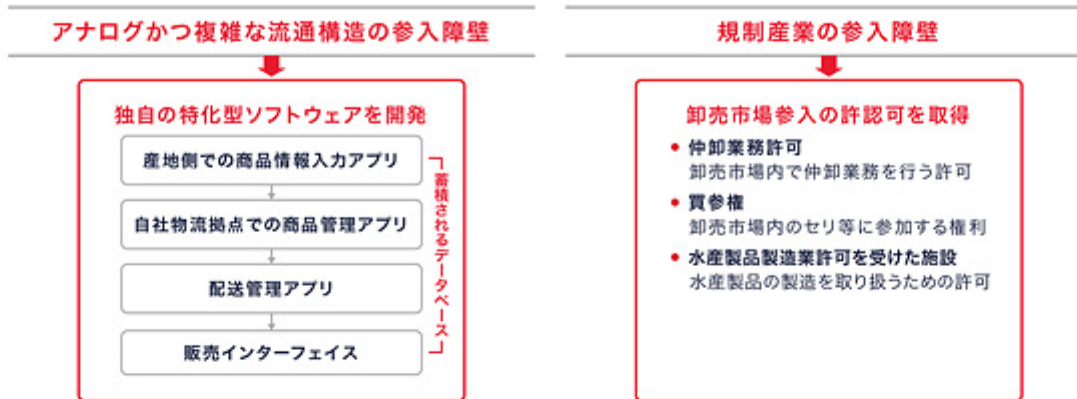 アナログかつ複雑な流通構造の参入障壁
独自の特化型ソフトウェアを開発
産地側での商品情報入力アプリ
自社物流拠点での商品管理アプリ
配送管理アプリ
販売インターフェイス
蓄積されるデータベース
規制産業の参入障壁
卸売市場参入の許認可を取得
• 仲卸業務許可
卸売市場内で仲卸業務を行う許可
• 買参権
卸売市場内のセリ等に参加する権利
• 水産製品製造業許可を受けた施設
水産製品の製造を取り扱うための許可